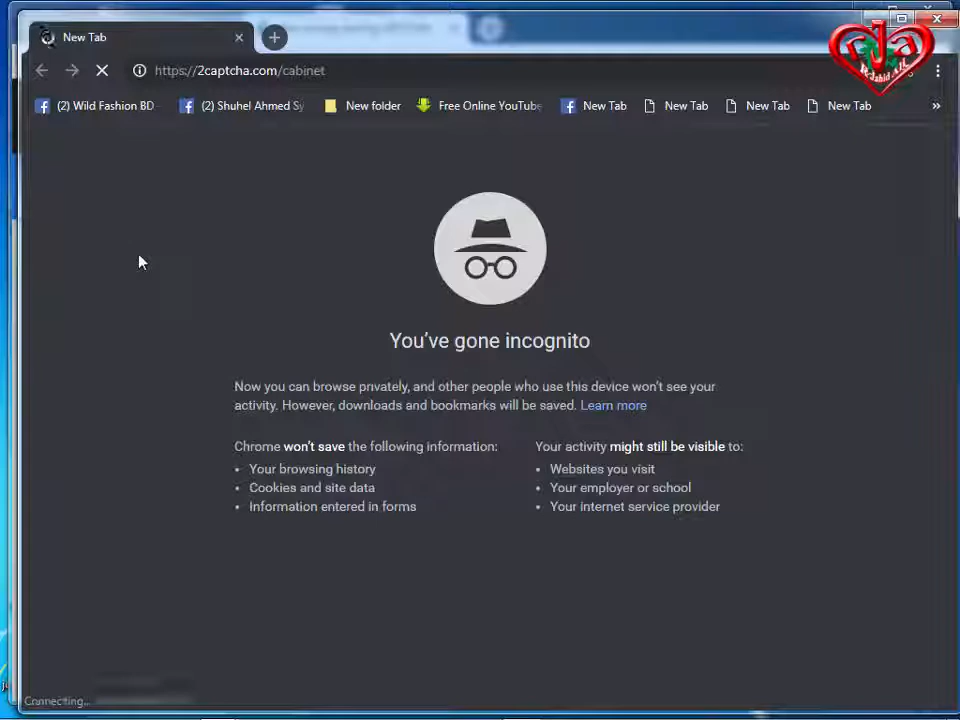 New Tab
https://2captcha.com/cabinet
(2) Wild Fashion BD
(2) Shuhel Ahmed Sy
New folder
Free Online YouTube
New Tab
New Tab
New Tab
New Tab
»
rja
You've gone incognito
Now you can browse privately, and other people who use this device won't see your
activity. However, downloads and bookmarks will be saved. Learn more
Chrome won't save the following information:
• Your browsing history
• Cookies and site data
• Information entered in forms
Your activity might still be visible to:
• Websites you visit
• Your employer or school
• Your internet service provider
Connecting...